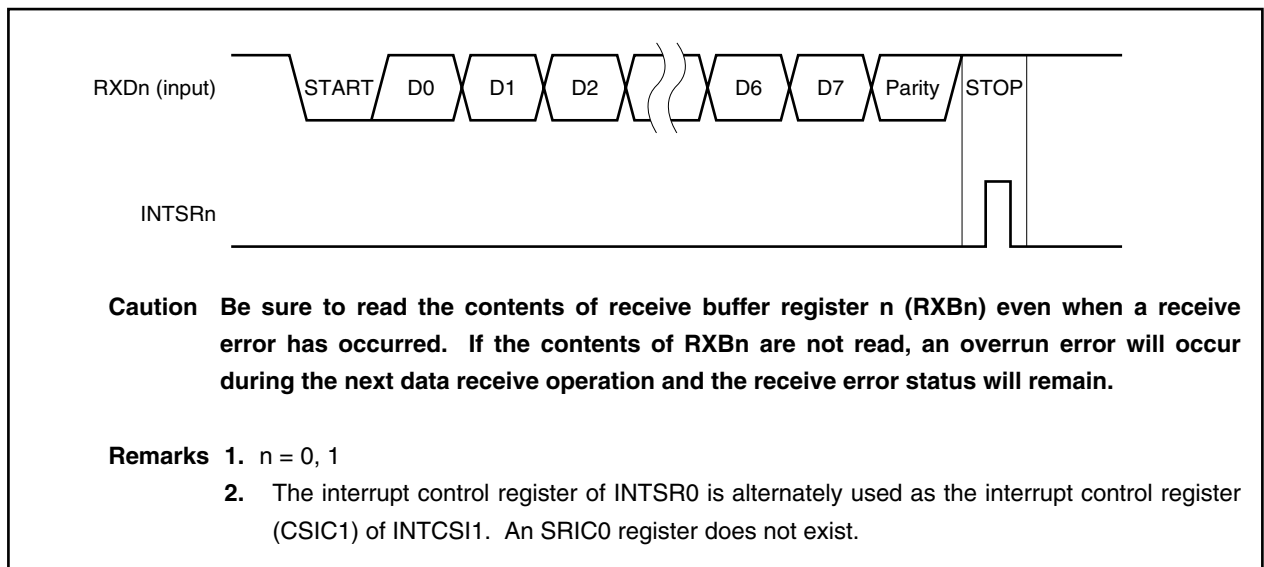 RXDn (input) START D0 D1 D2 D6 D7 Parity STOP
INTSRn
Caution Be sure to read the contents of receive buffer register n (RXBn) even when a receive
error has occurred. If the contents of RXBn are not read, an overrun error will occur
during the next data receive operation and the receive error status will remain.
Remarks 1. n = 0, 1
2. The interrupt control register of INTSR0 is alternately used as the interrupt control register
(CSIC1) of INTCSI1. An SRIC0 register does not exist.